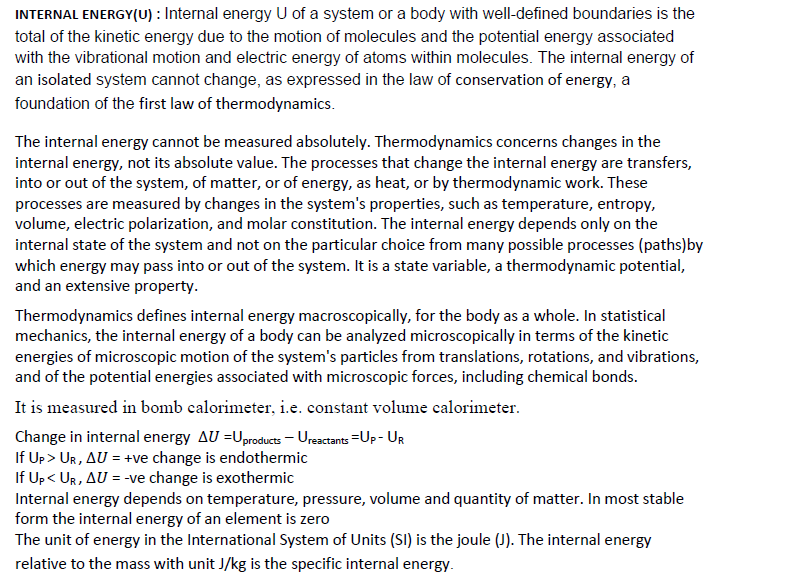 INTERNAL ENERGY(U) : Internal energy U of a system or a body with well-defined boundaries is the
total of the kinetic energy due to the motion of molecules and the potential energy associated
with the vibrational motion and electric energy of atoms within molecules. The internal energy of
an isolated system cannot change, as expressed in the law of conservation of energy, a
foundation of the first law of thermodynamics.
The internal energy cannot be measured absolutely. Thermodynamics concerns changes in the
internal energy, not its absolute value. The processes that change the internal energy are transfers,
into or out of the system, of matter, or of energy, as heat, or by thermodynamic work. These
processes are measured by changes in the system's properties, such as temperature, entropy,
volume, electric polarization, and molar constitution. The internal energy depends only on the
internal state of the system and not on the particular choice from many possible processes (paths)by
which energy may pass into or out of the system. It is a state variable, a thermodynamic potential,
and an extensive property.
Thermodynamics defines internal energy macroscopically, for the body as a whole. In statistical
mechanics, the internal energy of a body can be analyzed microscopically in terms of the kinetic
energies of microscopic motion of the system's particles from translations, rotations, and vibrations,
and of the potential energies associated with microscopic forces, including chemical bonds.
It is measured in bomb calorimeter, i.e. constant volume calorimeter.
Change in internal energy ΔU =Uproducts – Ureactants =UP - UR
If UP > UR , ΔU = +ve change is endothermic
If UP < UR , ΔU = -ve change is exothermic
Internal energy depends on temperature, pressure, volume and quantity of matter. In most stable
form the internal energy of an element is zero
The unit of energy in the International System of Units (SI) is the joule (J). The internal energy
relative to the mass with unit J/kg is the specific internal energy.